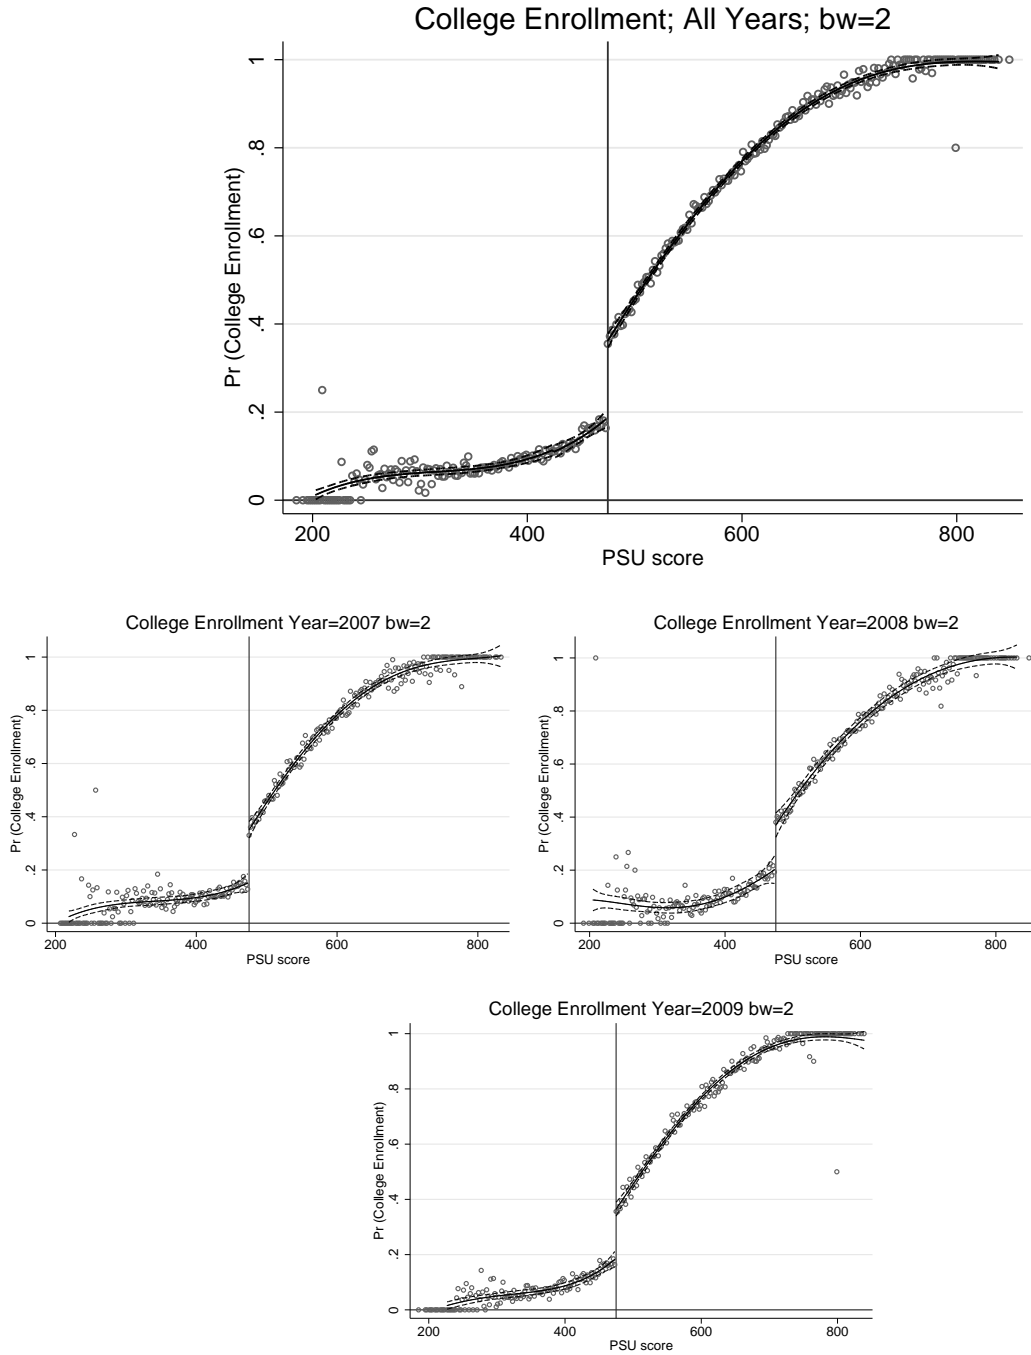 College Enrollment; All Years; bw=2
Pr (College Enrollment)
1
.8
.6
.4
.2
0
200 400 600 800
PSU score
College Enrollment Year=2007 bw=2
Pr (College Enrollment)
1
.8
.6
.4
.2
0
200 400 600 800
PSU score
College Enrollment Year=2008 bw=2
Pr (College Enrollment)
1
.8
.6
.4
.2
0
200 400 600 800
PSU score
College Enrollment Year=2009 bw=2
Pr (College Enrollment)
1
.8
.6
.4
.2
0
200 400 600 800
PSU score